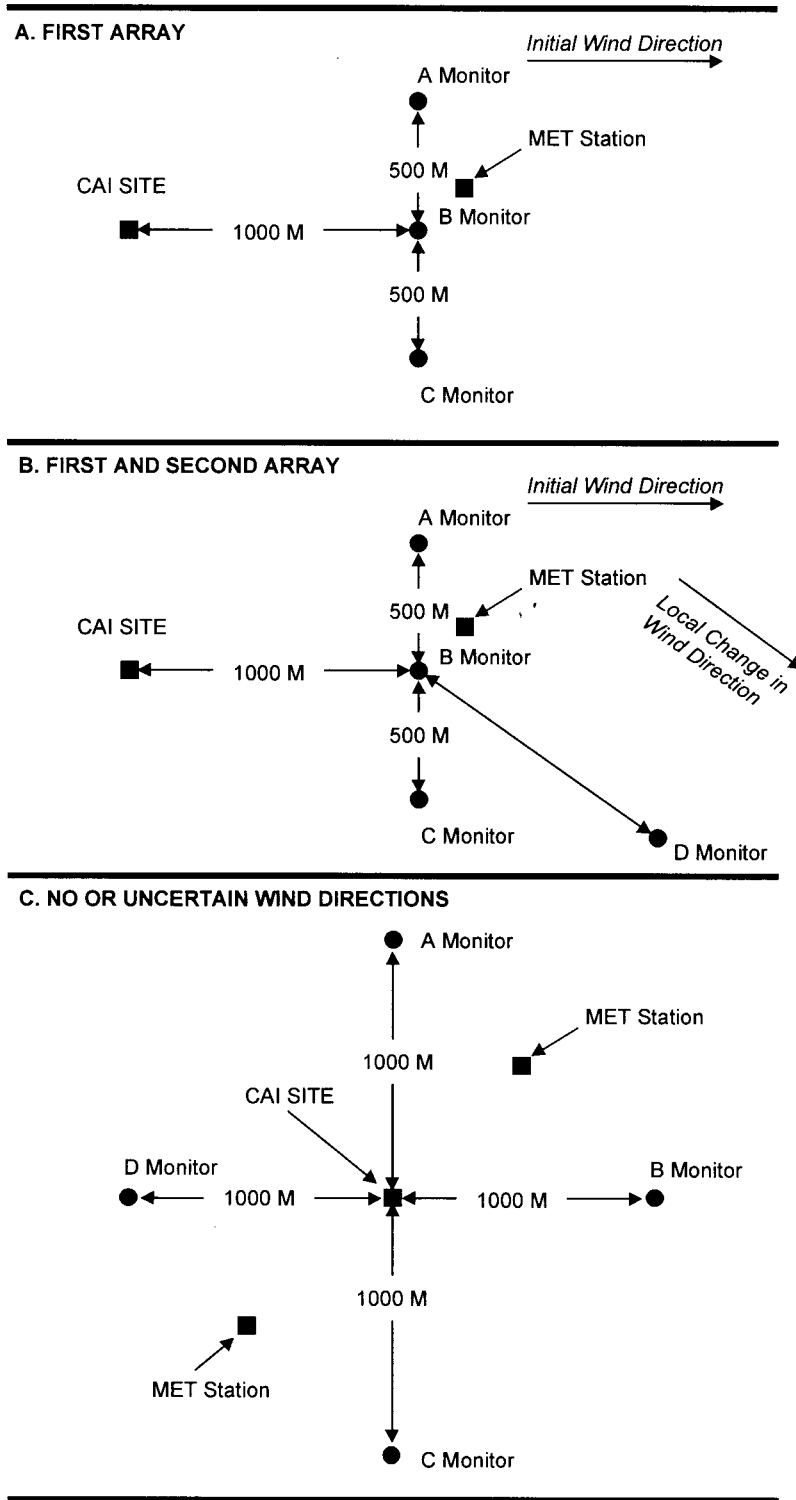 A. FIRST ARRAY
Initial Wind Direction
A Monitor
MET Station
500 M
CAI SITE
B Monitor
1000 M
500 M
C Monitor
B. FIRST AND SECOND ARRAY
Initial Wind Direction
A Monitor
MET Station
Local Change in
Wind Direction
500 M
CAI SITE
B Monitor
1000 M
500 M
C Monitor
D Monitor
C. NO OR UNCERTAIN WIND DIRECTIONS
A Monitor
MET Station
1000 M
CAI SITE
D Monitor
B Monitor
1000 M
1000 M
1000 M
MET Station
C Monitor